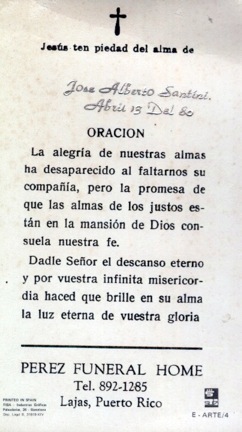 Jesús ten piedad del alma de
Jose Alberto Santini.
Abril 13 Del 80
ORACION
La alegría de nuestras almas
ha desaparecido al faltarnos su
compañía, pero la promesa de
que las almas de los justos es-
tán en la mansión de Dios con-
suela nuestra fe.
Dadle Señor el descanso eterno
y por vuestra infinita misericor-
dia haced que brille en su alma
la luz eterna de vuestra gloria
PEREZ FUNERAL HOME
Tel. 892-1285
Lajas, Puerto Rico
PRINTED IN SPAIN
E - ARTE/4